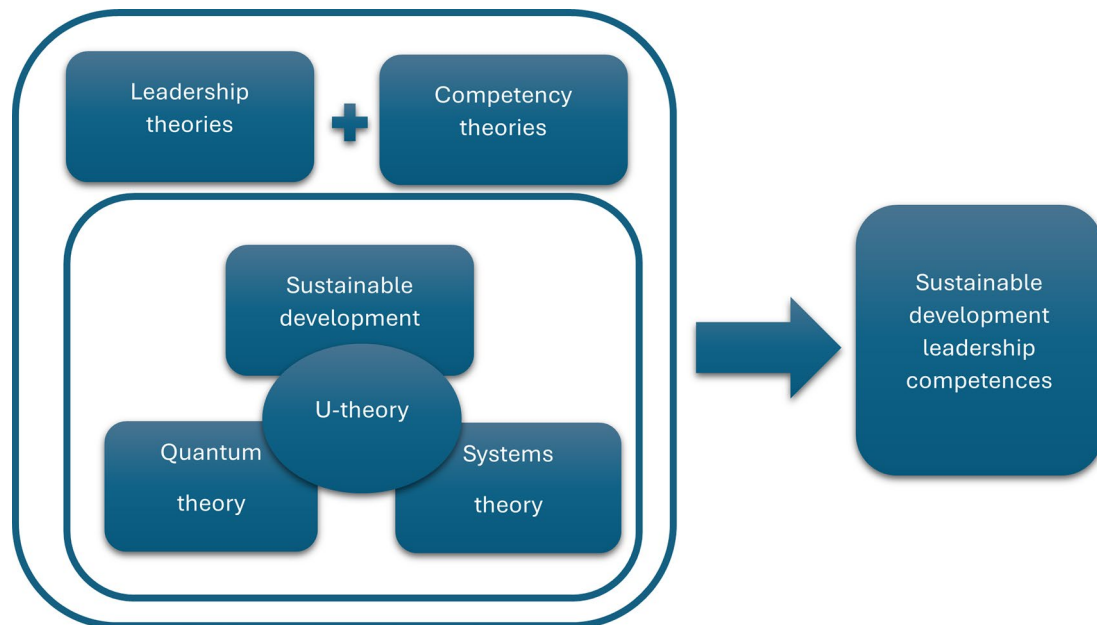 Leadership
theories
Competency
theories
Sustainable
development
U-theory
Quantum
theory
Systems
theory
Sustainable
development
leadership
competences